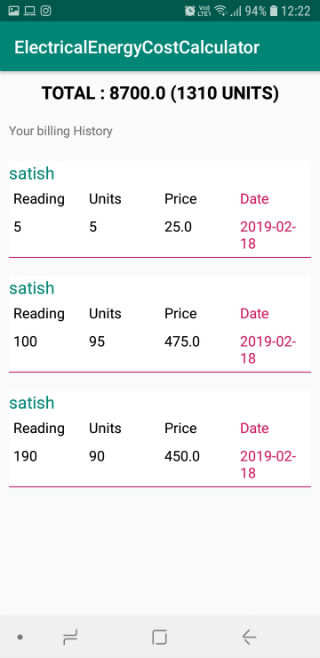 94% 12:22
ElectricalEnergyCostCalculator
TOTAL : 8700.0 (1310 UNITS)
Your billing History
satish
Reading Units Price Date
5 5 25.0 2019-02-
18
satish
Reading Units Price Date
100 95 475.0 2019-02-
18
satish
Reading Units Price Date
190 90 450.0 2019-02-
18